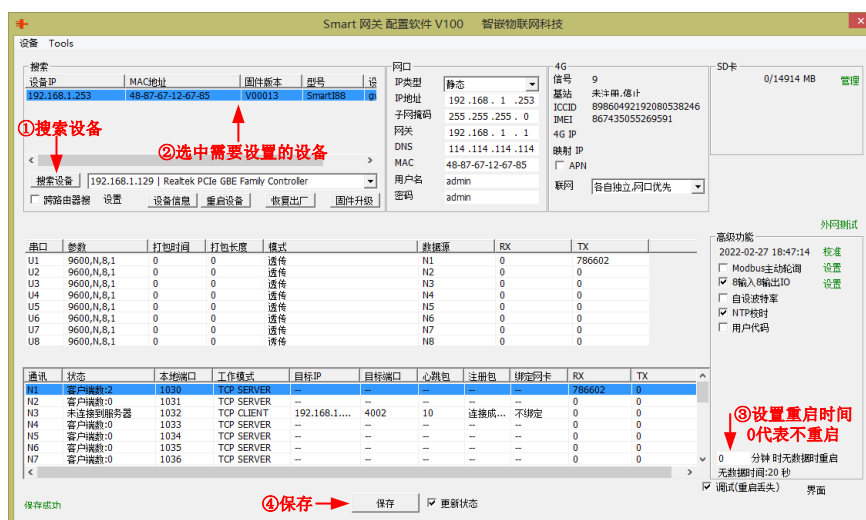 Smart 网关 配置软件 V100 智嵌物联网科技
设备 Tools
搜索
设备IP MAC地址 固件版本 型号 设
192.168.1.253 48-87-67-12-67-85 V00013 SmartI88
①搜索设备
②选中需要设置的设备
搜索设备 192.168.1.129 | Realtek PCIe GBE Family Controller
跨路由器搜 设置 设备信息 重启设备 恢复出厂 固件升级
网口
IP类型 静态
IP地址 192 .168 . 1 .253
子网掩码 255 .255 .255 . 0
网关 192 .168 . 1 . 1
DNS 114 .114 .114 .114
MAC 48-87-67-12-67-85
用户名 admin
密码 admin
4G
信号 9
基站 未注册,停止
ICCID 89860492192080538246
IMEI 867435055269591
4G IP
映射 IP
APN
联网 各自独立,网口优先
SD卡
0/14914 MB 管理
外网测试
串口 参数 打包时间 打包长度 模式 数据源 RX TX
U1 9600,N,8,1 0 0 透传 N1 0 786602
U2 9600,N,8,1 0 0 透传 N2 0 0
U3 9600,N,8,1 0 0 透传 N3 0 0
U4 9600,N,8,1 0 0 透传 N4 0 0
U5 9600,N,8,1 0 0 透传 N5 0 0
U6 9600,N,8,1 0 0 透传 N6 0 0
U7 9600,N,8,1 0 0 透传 N7 0 0
U8 9600,N,8,1 0 0 透传 N8 0 0
高级功能
2022-02-27 18:47:14 校准
Modbus主动轮询 设置
8输入8输出IO 设置
自设波特率
NTP校时
用户代码
通讯 状态 本地端口 工作模式 目标IP 目标端口 心跳包 注册包 绑定网卡 RX TX
N1 客户端数:2 1030 TCP SERVER -- -- -- -- -- 786602 0
N2 客户端数:0 1031 TCP SERVER -- -- -- -- -- 0 0
N3 未连接到服务器 1032 TCP CLIENT 192.168.1.... 4002 10 连接成... 不绑定 0 0
N4 客户端数:0 1033 TCP SERVER -- -- -- -- -- 0 0
N5 客户端数:0 1034 TCP SERVER -- -- -- -- -- 0 0
N6 客户端数:0 1035 TCP SERVER -- -- -- -- -- 0 0
N7 客户端数:0 1036 TCP SERVER -- -- -- -- -- 0 0
③设置重启时间
0代表不重启
0 分钟 时无数据时重启
无数据时间:20 秒
调试(重启丢失) 界面
保存成功 ④保存 保存 更新状态